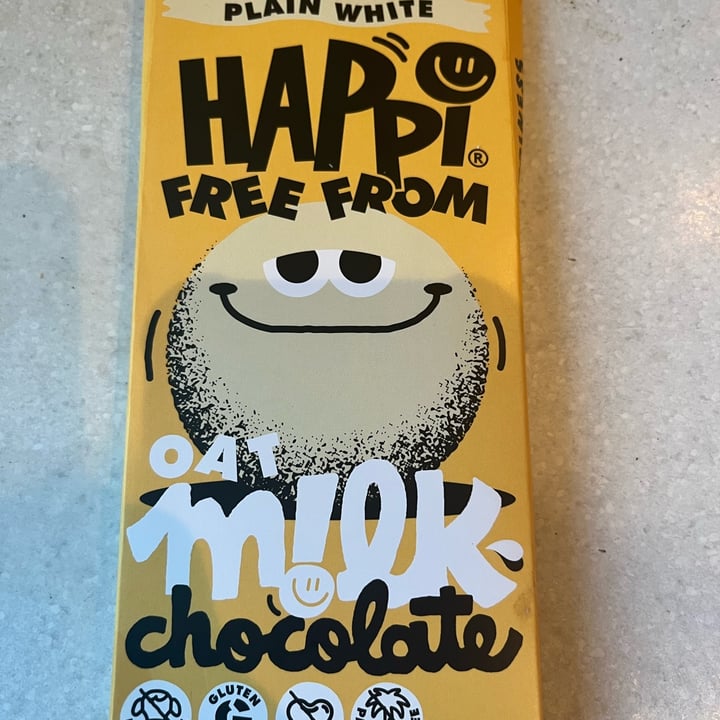 PLAIN WHITE
HAPPi®
FREE FROM
OAT
m!lk
chocolate
GLUTEN